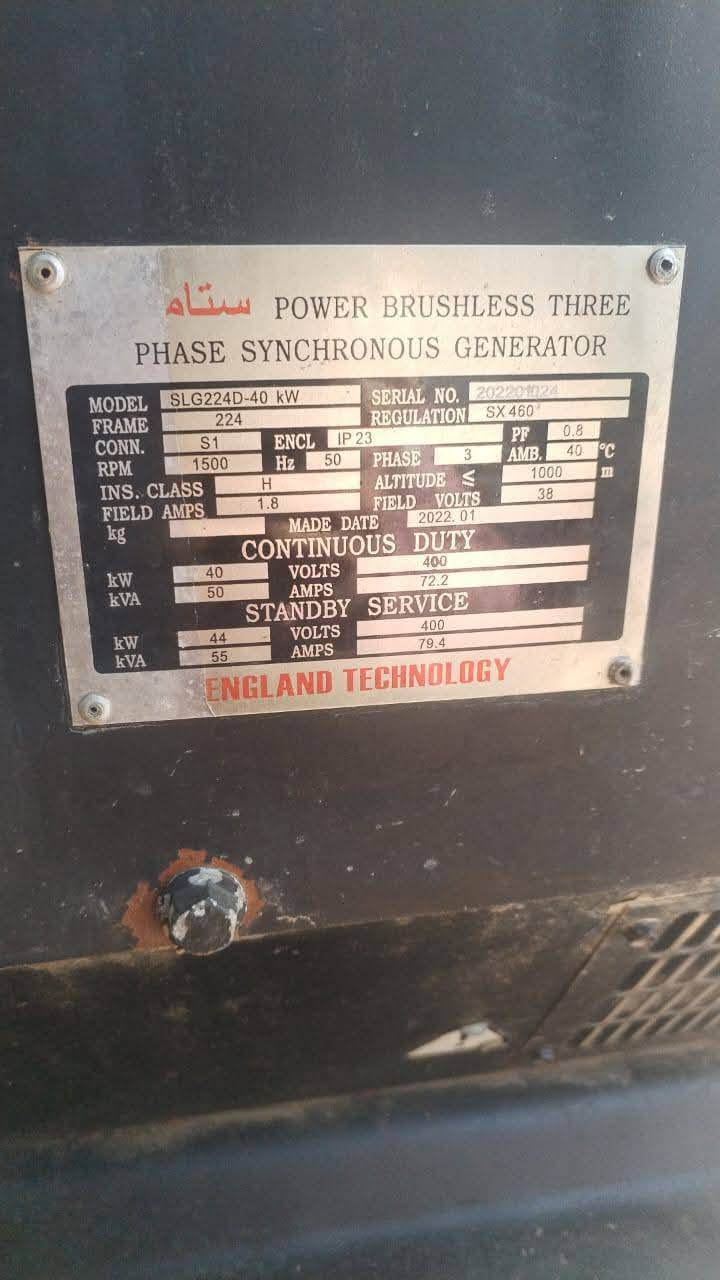 ستام POWER BRUSHLESS THREE
PHASE SYNCHRONOUS GENERATOR
MODEL SLG224D-40 kW SERIAL NO. 202201024
FRAME 224 REGULATION SX460
CONN. S1 ENCL IP23 PF 0.8
RPM 1500 Hz 50 PHASE 3 AMB. 40 °C
INS. CLASS H ALTITUDE ≤ 1000 m
FIELD AMPS 1.8 FIELD VOLTS 38
kg MADE DATE 2022.01
CONTINUOUS DUTY
kW 40 VOLTS 400
kVA 50 AMPS 72.2
STANDBY SERVICE
kW 44 VOLTS 400
kVA 55 AMPS 79.4
ENGLAND TECHNOLOGY